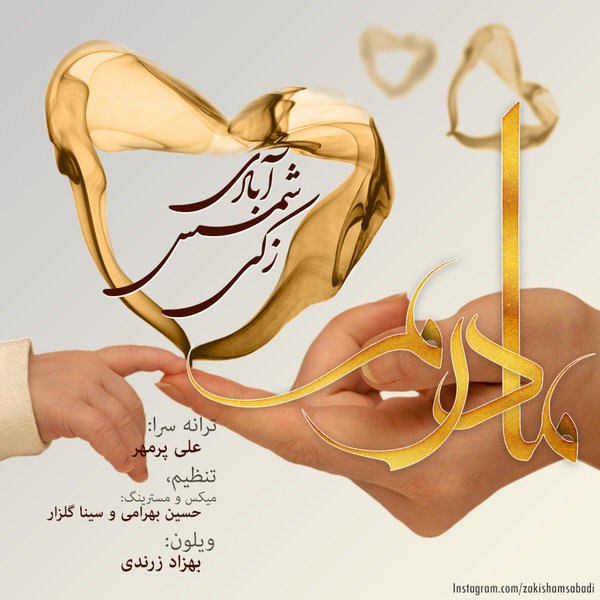 زکی
شمس
آبادی
مادرم
ترانه سرا:
علی پرمهر
تنظیم،
میکس و مسترینگ:
حسین بهرامی و سینا گلزار
ویلون:
بهزاد زرندی
Instagram.com/zakishamsabadi